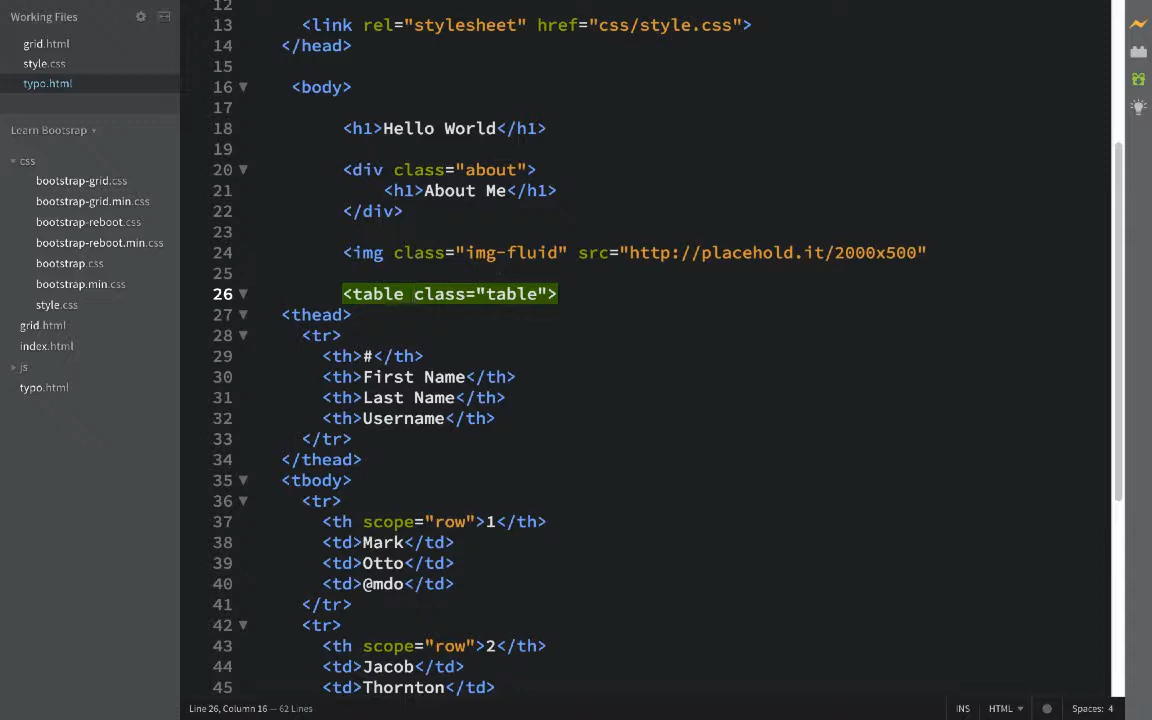 Working Files
grid.html
style.css
typo.html
Learn Bootsrap
css
bootstrap-grid.css
bootstrap-grid.min.css
bootstrap-reboot.css
bootstrap-reboot.min.css
bootstrap.css
bootstrap.min.css
style.css
grid.html
index.html
js
typo.html
12
13 <link rel="stylesheet" href="css/style.css">
14 </head>
15
16 <body>
17
18 <h1>Hello World</h1>
19
20 <div class="about">
21 <h1>About Me</h1>
22 </div>
23
24 <img class="img-fluid" src="http://placehold.it/2000x500"
25
26 <table class="table">
27 <thead>
28 <tr>
29 <th>#</th>
30 <th>First Name</th>
31 <th>Last Name</th>
32 <th>Username</th>
33 </tr>
34 </thead>
35 <tbody>
36 <tr>
37 <th scope="row">1</th>
38 <td>Mark</td>
39 <td>Otto</td>
40 <td>@mdo</td>
41 </tr>
42 <tr>
43 <th scope="row">2</th>
44 <td>Jacob</td>
45 <td>Thornton</td>
Line 26, Column 16 — 62 Lines
INS HTML Spaces: 4